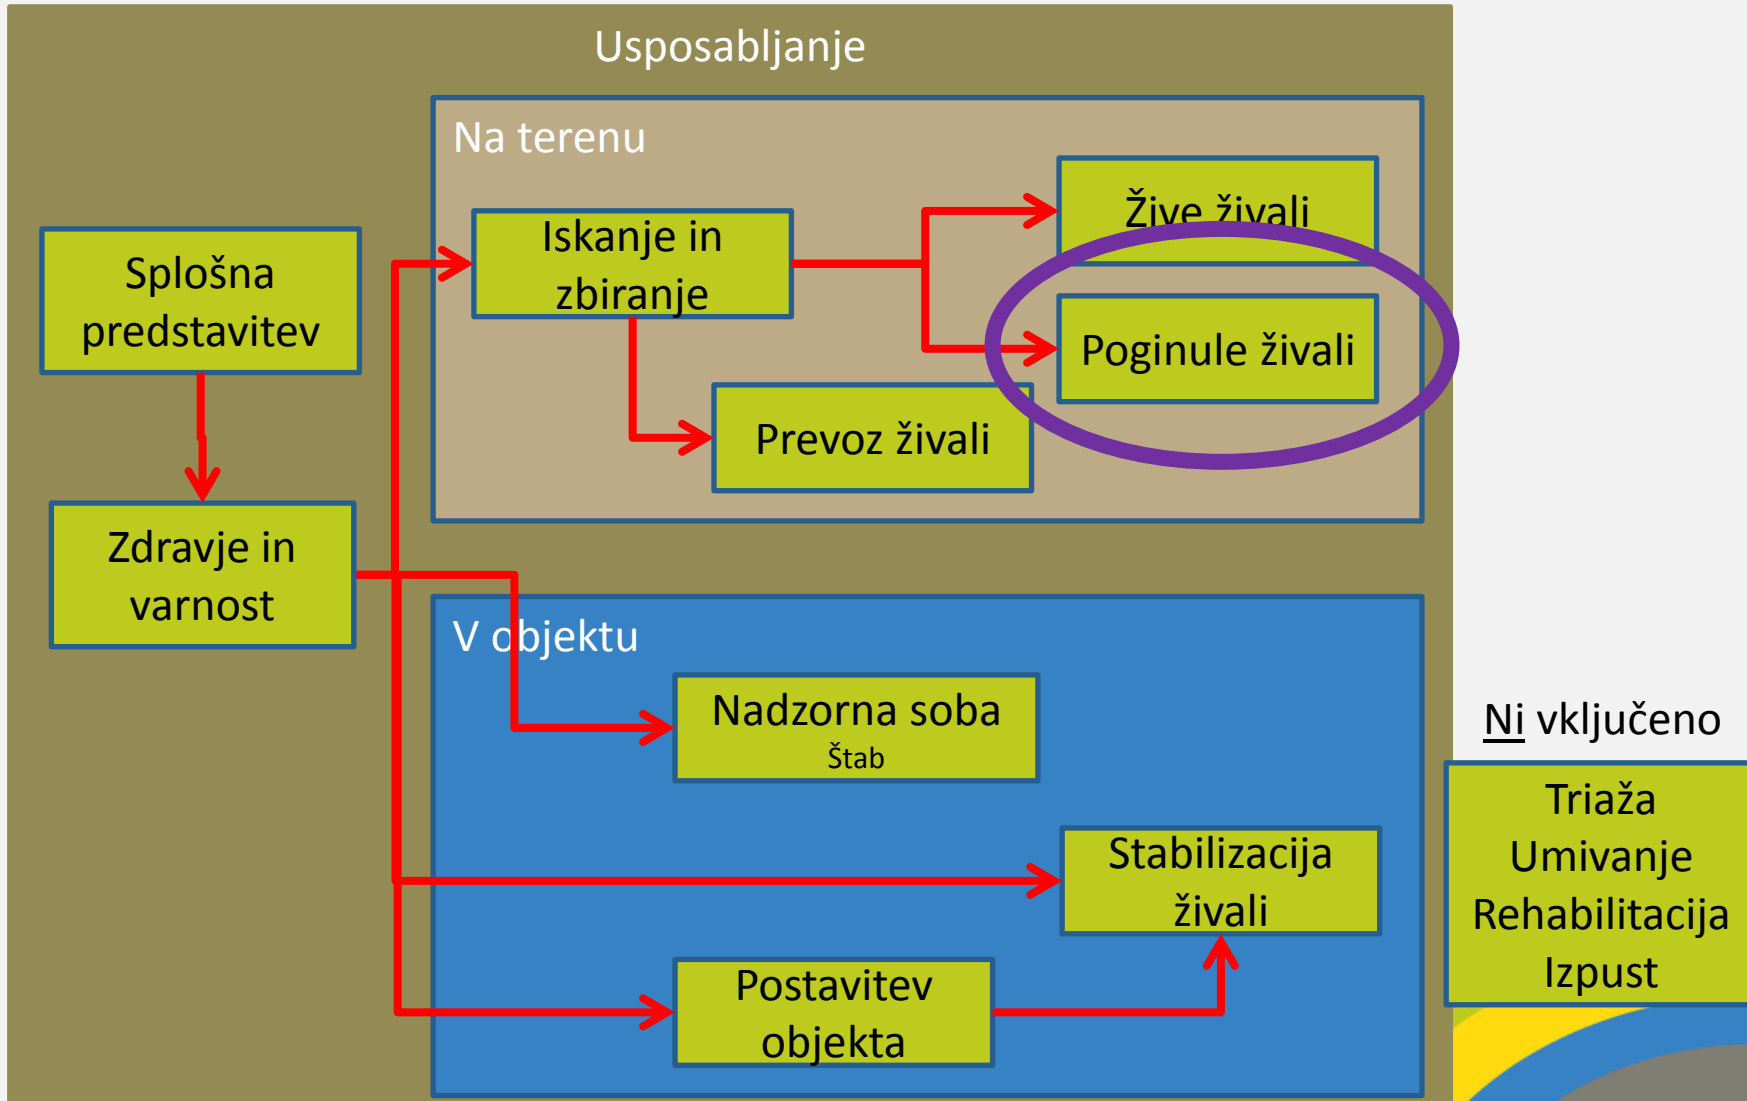 Usposabljanje
Na terenu
Žive živali
Iskanje in
zbiranje
Splošna
predstavitev
Poginule živali
Prevoz živali
Zdravje in
varnost
V objektu
Nadzorna soba
Štab
Ni vključeno
Triaža
Umivanje
Rehabilitacija
Izpust
Stabilizacija
živali
Postavitev
objekta